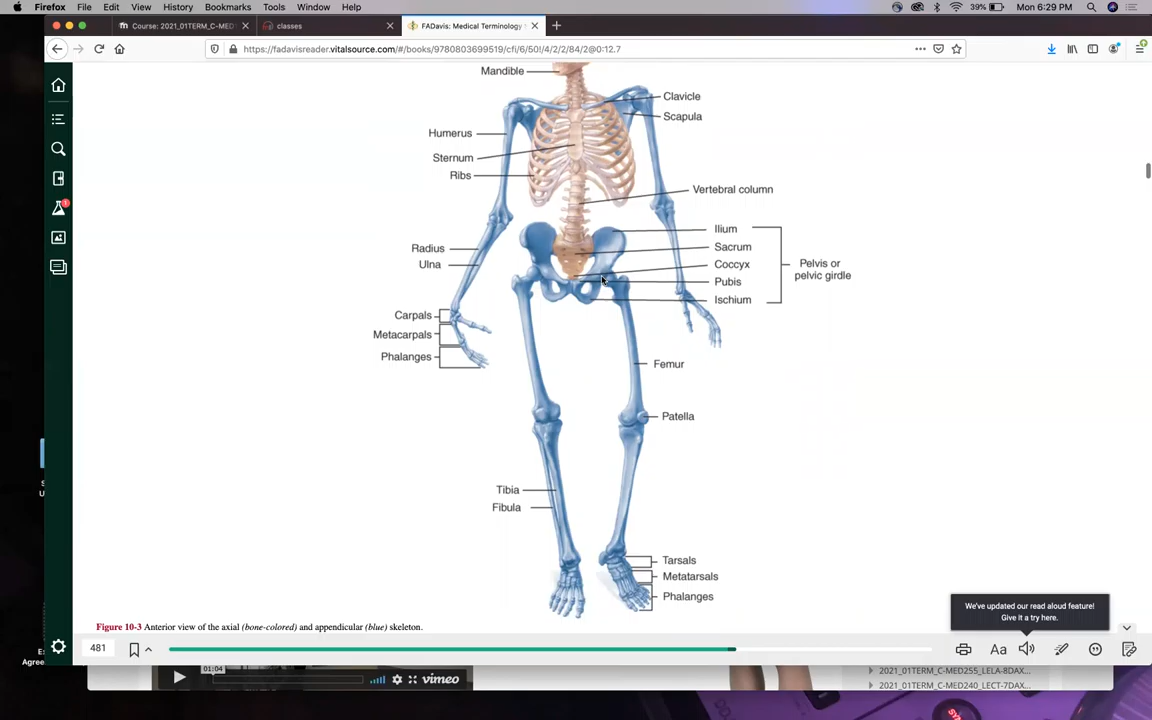 Firefox File Edit View History Bookmarks Tools Window Help 39% Mon 6:29 PM
Course: 2021_01TERM_C-MED classes FADavis: Medical Terminology
https://fadavisreader.vitalsource.com/#/books/9780803699519/cfi/6/60!/4/2/2/84/2@0:12.7
Mandible
Clavicle
Scapula
Humerus
Sternum
Ribs
Vertebral column
Ilium
Radius
Sacrum
Ulna
Coccyx
Pelvis or
pelvic girdle
Pubis
Ischium
Carpals
Metacarpals
Phalanges
Femur
Patella
Tibia
Fibula
Tarsals
Metatarsals
Phalanges
We've updated our read aloud feature!
Give it a try here.
Figure 10-3 Anterior view of the axial (bone-colored) and appendicular (blue) skeleton.
481
Aa
01:04
vimeo
2021_01TERM_C-MED255_LELA-8DAX...
2021_01TERM_C-MED240_LECT-7DAX...
Agree